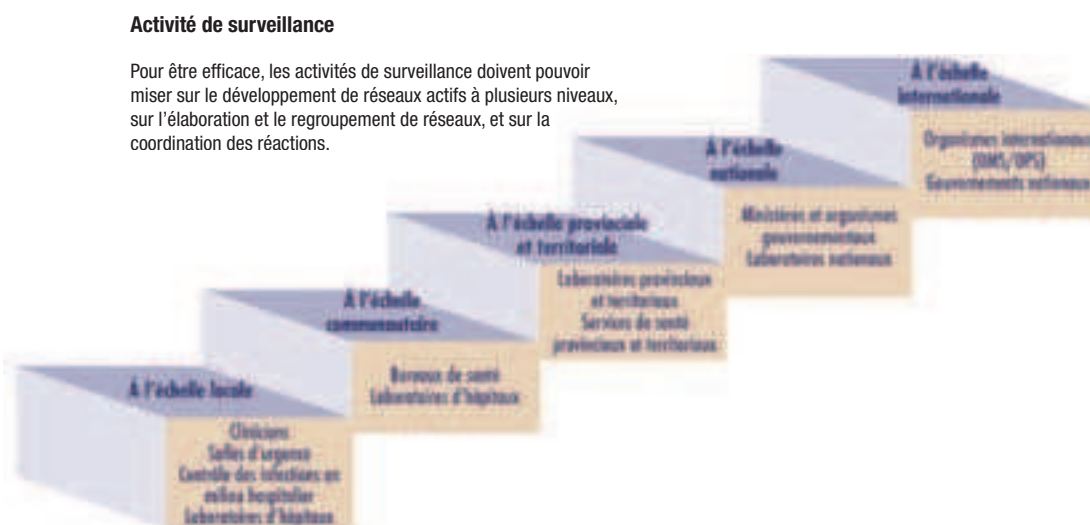 Activité de surveillance
Pour être efficace, les activités de surveillance doivent pouvoir
miser sur le développement de réseaux actifs à plusieurs niveaux,
sur l'élaboration et le regroupement de réseaux, et sur la
coordination des réactions.
À l'échelle
internationale
Organismes internationaux
(OMS/OPS)
Gouvernements nationaux
À l'échelle
nationale
Ministères et organismes
gouvernementaux
Laboratoires nationaux
À l'échelle provinciale
et territoriale
Laboratoires provinciaux
et territoriaux
Services de santé
provinciaux et territoriaux
À l'échelle
communautaire
Bureaux de santé
Laboratoires d'hôpitaux
À l'échelle locale
Cliniciens
Salles d'urgence
Contrôle des infections en
milieu hospitalier
Laboratoires d'hôpitaux